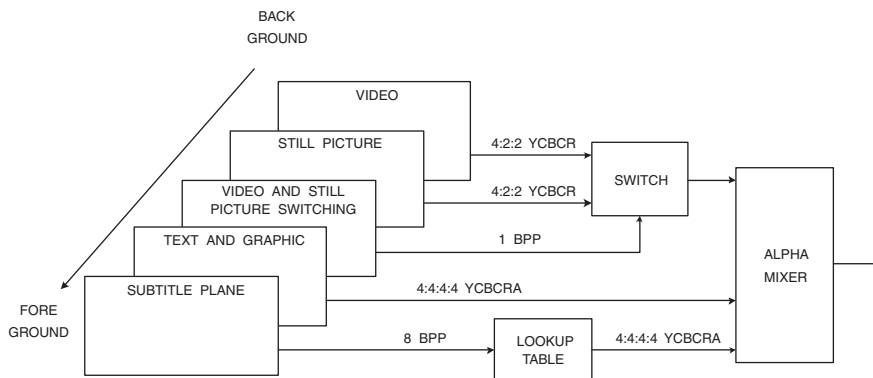 BACK
GROUND
VIDEO
STILL PICTURE
4:2:2 YCBCR
SWITCH
VIDEO AND STILL
PICTURE SWITCHING
4:2:2 YCBCR
TEXT AND GRAPHIC
1 BPP
ALPHA
MIXER
SUBTITLE PLANE
4:4:4:4 YCBCRA
FORE
GROUND
8 BPP
LOOKUP
TABLE
4:4:4:4 YCBCRA